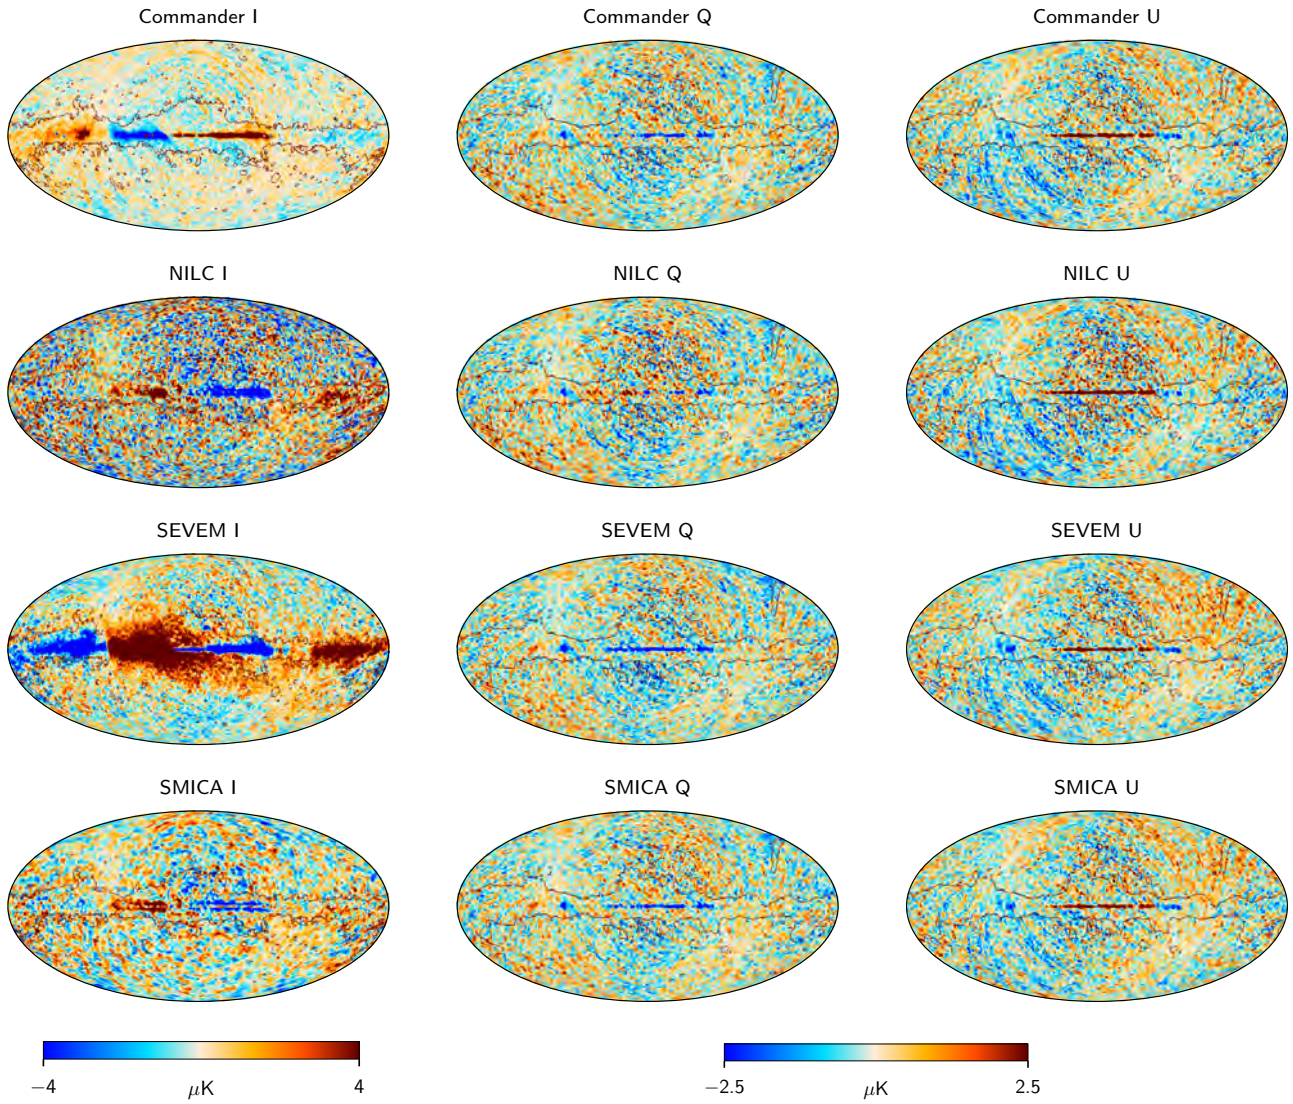 Commander I
Commander Q
Commander U
NILC I
NILC Q
NILC U
SEVEM I
SEVEM Q
SEVEM U
SMICA I
SMICA Q
SMICA U
−4 μK 4
−2.5 μK 2.5